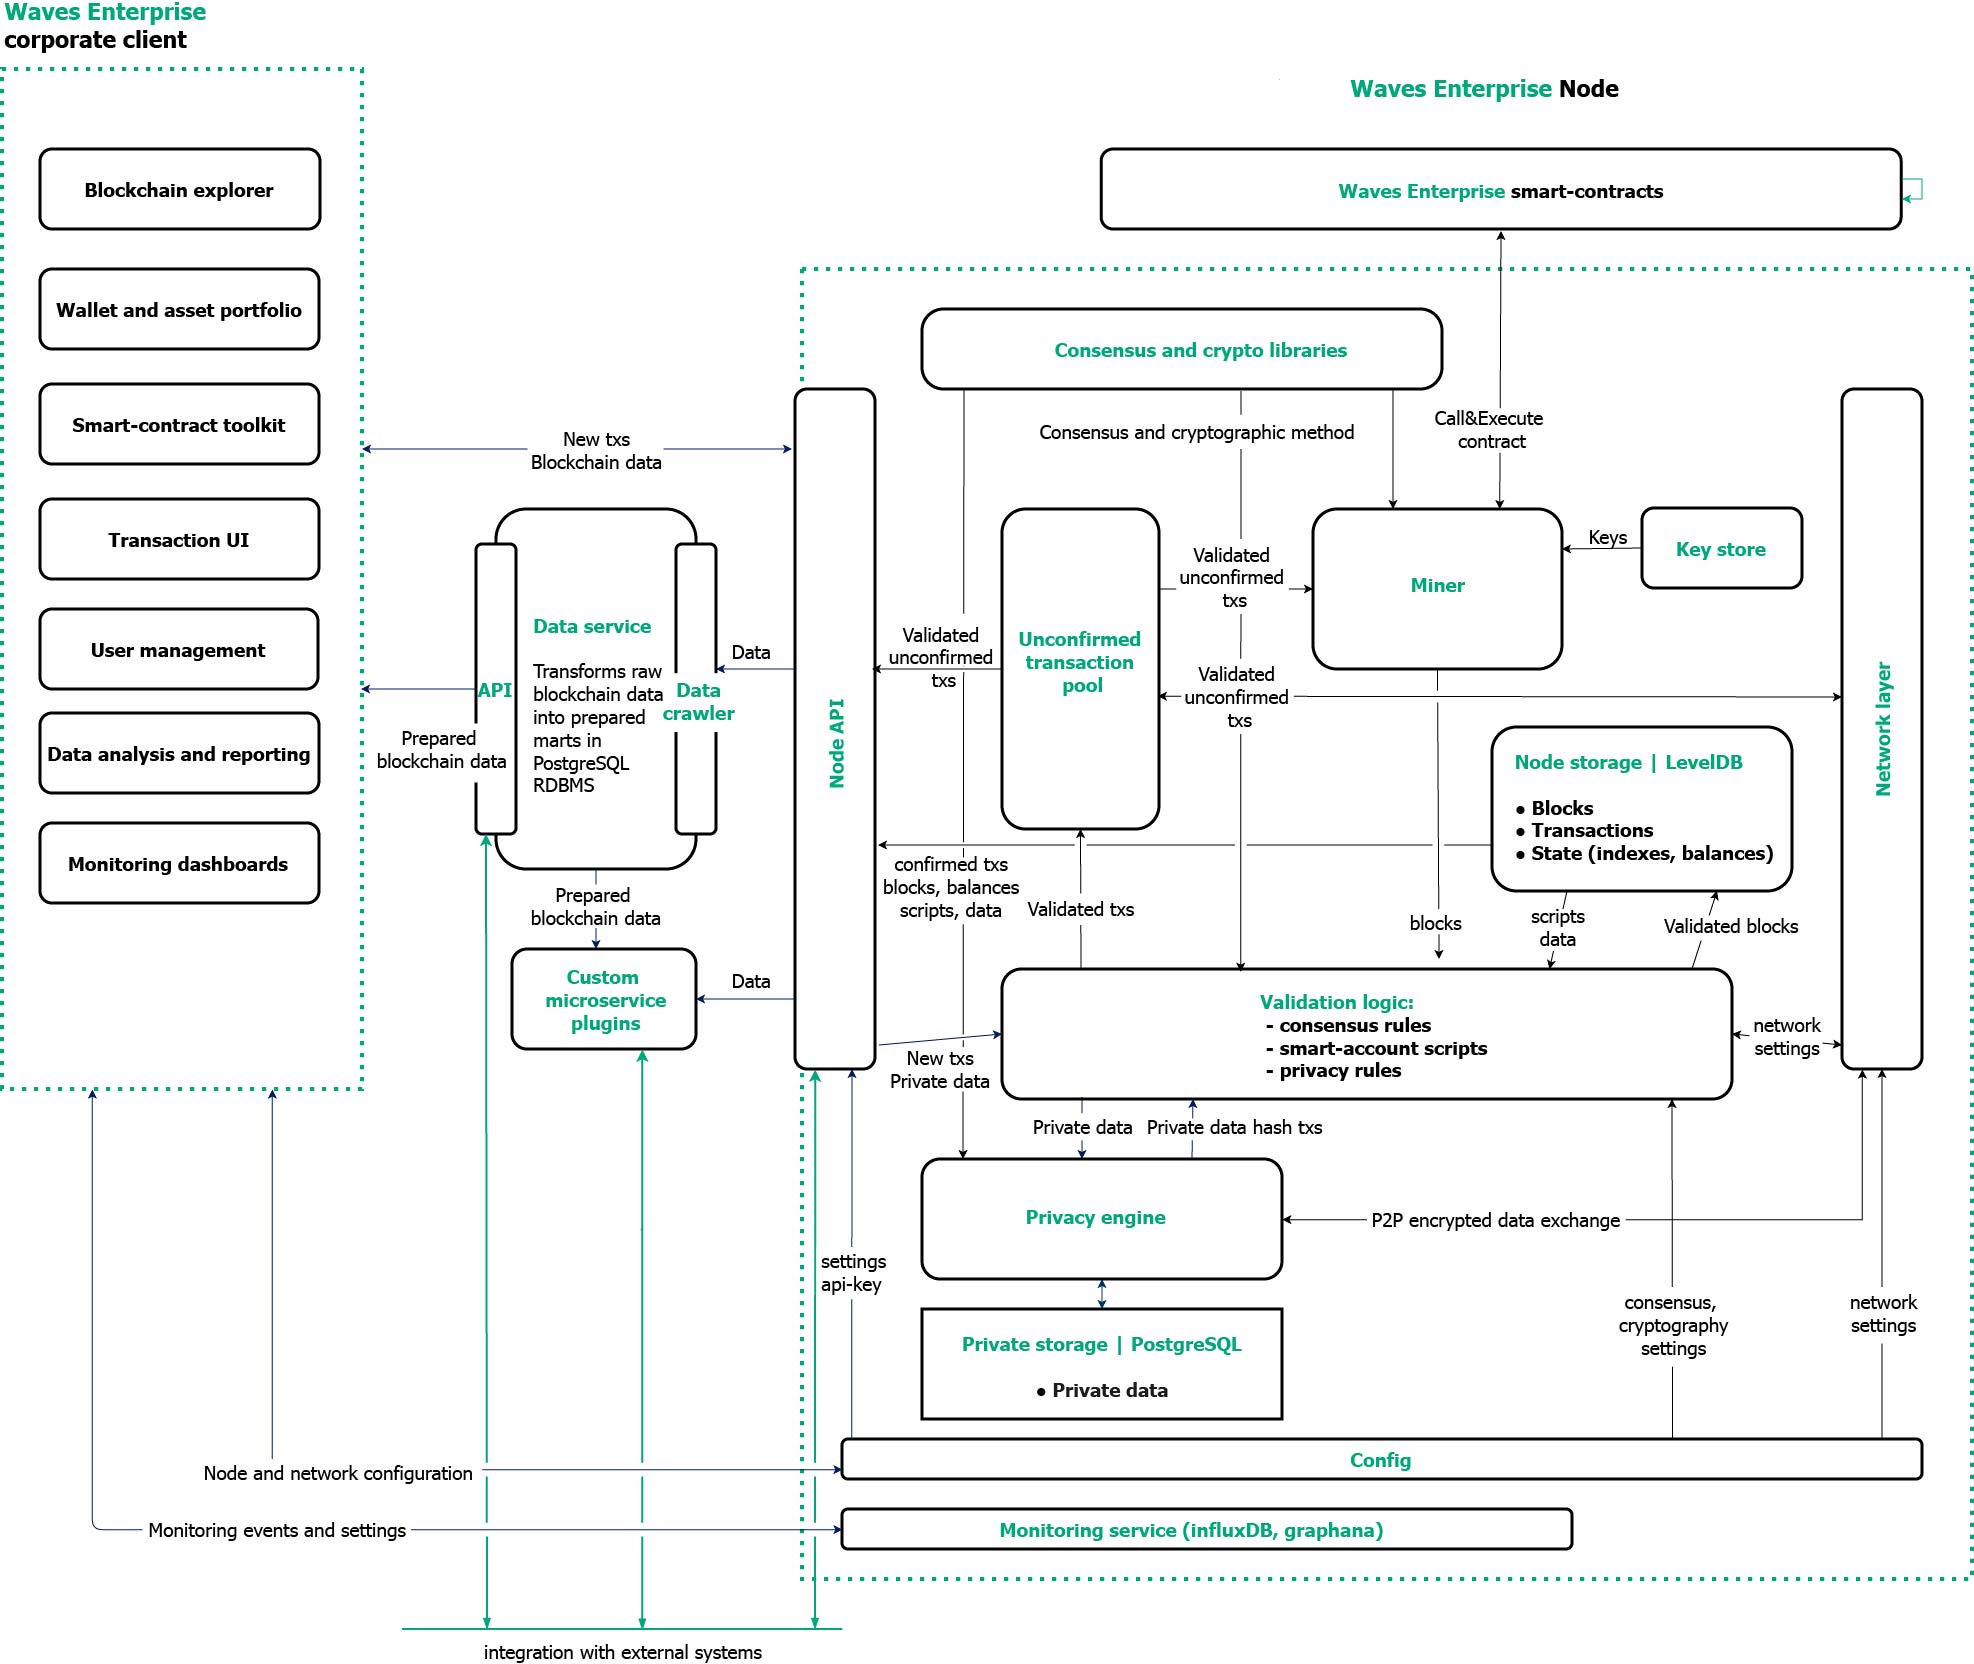 Waves Enterprise
corporate client
Blockchain explorer
Wallet and asset portfolio
Smart-contract toolkit
Transaction UI
User management
Data analysis and reporting
Monitoring dashboards
New txs
Blockchain data
Prepared
blockchain data
API
Data service
Transforms raw
blockchain data
into prepared
marts in
PostgreSQL
RDBMS
Data
crawler
Data
Prepared
blockchain data
Custom
microservice
plugins
Data
Node API
Waves Enterprise Node
Waves Enterprise smart-contracts
Consensus and crypto libraries
Consensus and cryptographic method
Call&Execute
contract
Validated
unconfirmed
txs
Unconfirmed
transaction
pool
Validated
unconfirmed
txs
Miner
Keys
Key store
Validated
unconfirmed
txs
Network layer
Node storage | LevelDB
● Blocks
● Transactions
● State (indexes, balances)
confirmed txs
blocks, balances
scripts, data
Validated txs
blocks
scripts
data
Validated blocks
Validation logic:
- consensus rules
- smart-account scripts
- privacy rules
network
settings
New txs
Private data
Private data
Private data hash txs
Privacy engine
P2P encrypted data exchange
settings
api-key
Private storage | PostgreSQL
● Private data
consensus,
cryptography
settings
network
settings
Node and network configuration
Config
Monitoring events and settings
Monitoring service (influxDB, graphana)
integration with external systems